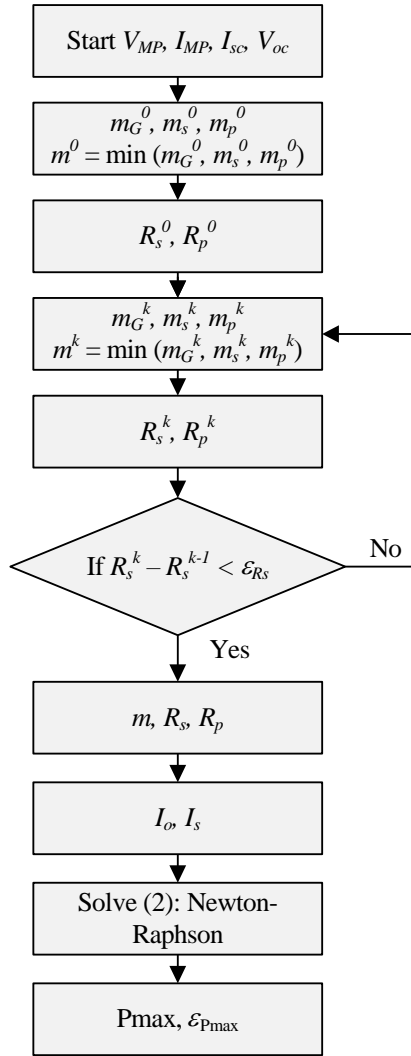 Start V_MP, I_MP, I_sc, V_oc
m_G^0, m_s^0, m_p^0
m^0 = min (m_G^0, m_s^0, m_p^0)
R_s^0, R_p^0
m_G^k, m_s^k, m_p^k
m^k = min (m_G^k, m_s^k, m_p^k)
R_s^k, R_p^k
If R_s^k – R_s^k-1 < ε_Rs
No
Yes
m, R_s, R_p
I_o, I_s
Solve (2): Newton-
Raphson
Pmax, ε_Pmax